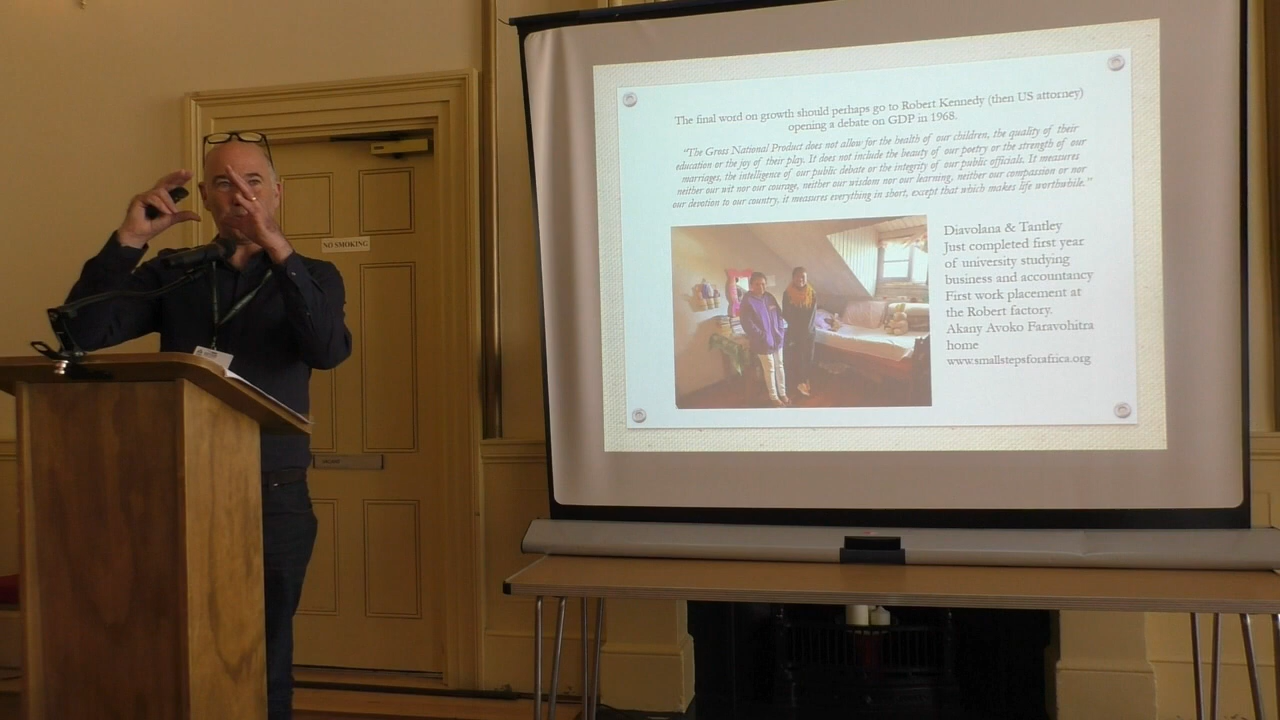 NO SMOKING
The final word on growth should perhaps go to Robert Kennedy (then US attorney)
opening a debate on GDP in 1968.
"The Gross National Product does not allow for the health of our children, the quality of their
education or the joy of their play. It does not include the beauty of our poetry or the strength of our
marriages, the intelligence of our public debate or the integrity of our public officials. It measures
neither our wit nor our courage, neither our wisdom nor our learning, neither our compassion or nor
our devotion to our country, it measures everything in short, except that which makes life worthwhile."
Diavolana & Tantley
Just completed first year
of university studying
business and accountancy
First work placement at
the Robert factory.
Akany Avoko Faravohitra
home
www.smallstepsforafrica.org